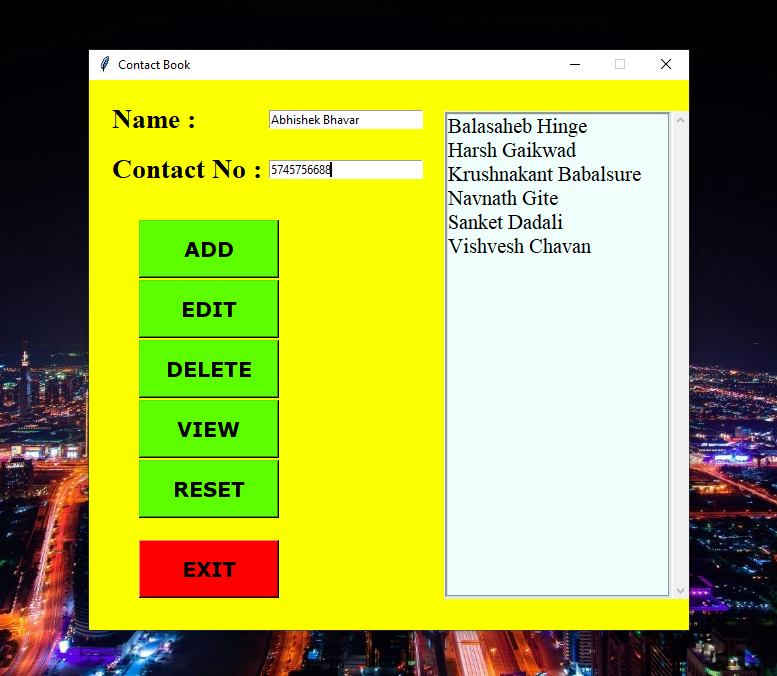 Contact Book
Name :
Abhishek Bhavar
Contact No :
5745756688
ADD
EDIT
DELETE
VIEW
RESET
EXIT
Balasaheb Hinge
Harsh Gaikwad
Krushnakant Babalsure
Navnath Gite
Sanket Dadali
Vishvesh Chavan